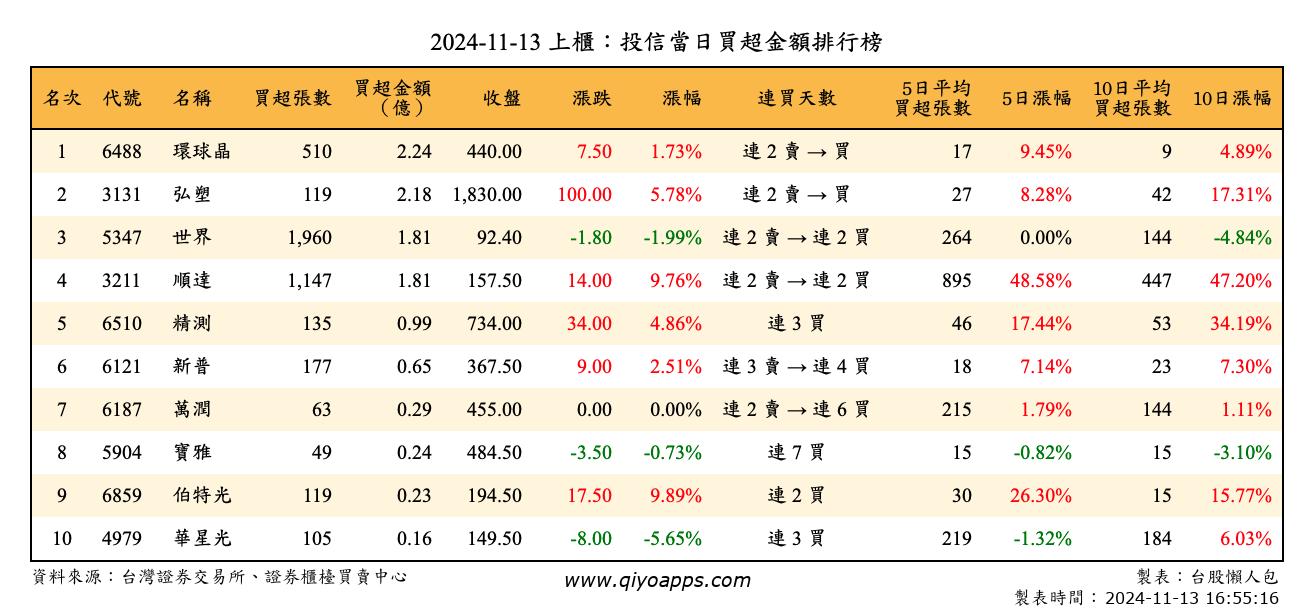 2024-11-13 上櫃：投信當日買超金額排行榜
名次 代號 名稱 買超張數 買超金額（億） 收盤 漲跌 漲幅 連買天數 5日平均買超張數 5日漲幅 10日平均買超張數 10日漲幅
1 6488 環球晶 510 2.24 440.00 7.50 1.73% 連 2 賣 → 買 17 9.45% 9 4.89%
2 3131 弘塑 119 2.18 1,830.00 100.00 5.78% 連 2 賣 → 買 27 8.28% 42 17.31%
3 5347 世界 1,960 1.81 92.40 -1.80 -1.99% 連 2 賣 → 連 2 買 264 0.00% 144 -4.84%
4 3211 順達 1,147 1.81 157.50 14.00 9.76% 連 2 賣 → 連 2 買 895 48.58% 447 47.20%
5 6510 精測 135 0.99 734.00 34.00 4.86% 連 3 買 46 17.44% 53 34.19%
6 6121 新普 177 0.65 367.50 9.00 2.51% 連 3 賣 → 連 4 買 18 7.14% 23 7.30%
7 6187 萬潤 63 0.29 455.00 0.00 0.00% 連 2 賣 → 連 6 買 215 1.79% 144 1.11%
8 5904 寶雅 49 0.24 484.50 -3.50 -0.73% 連 7 買 15 -0.82% 15 -3.10%
9 6859 伯特光 119 0.23 194.50 17.50 9.89% 連 2 買 30 26.30% 15 15.77%
10 4979 華星光 105 0.16 149.50 -8.00 -5.65% 連 3 買 219 -1.32% 184 6.03%
資料來源：台灣證券交易所、證券櫃檯買賣中心 www.qiyoapps.com 製表：台股懶人包
製表時間：2024-11-13 16:55:16